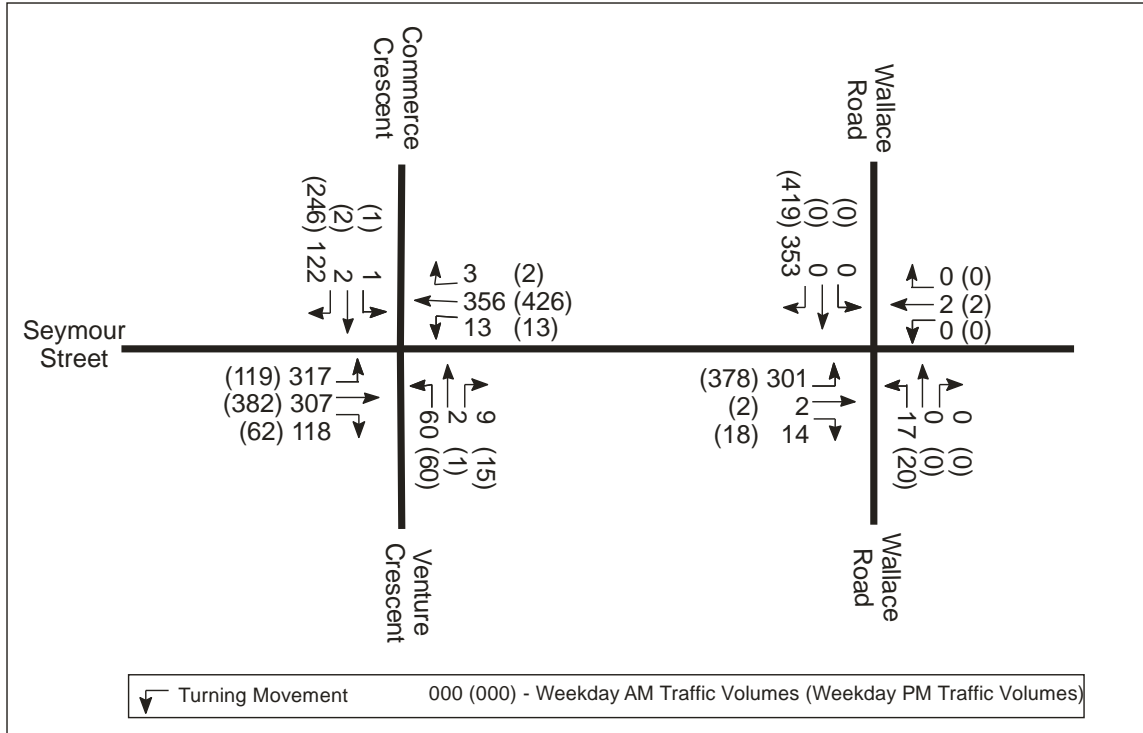 Commerce
Crescent
Wallace
Road
(246) 122
(2) 2
(1) 1
3 (2)
356 (426)
13 (13)
(419) 353
(0) 0
(0) 0
0 (0)
2 (2)
0 (0)
Seymour
Street
(119) 317
(382) 307
(62) 118
60 (60)
2 (1)
9 (15)
(378) 301
(2) 2
(18) 14
17 (20)
0 (0)
0 (0)
Venture
Crescent
Wallace
Road
Turning Movement
000 (000) - Weekday AM Traffic Volumes (Weekday PM Traffic Volumes)